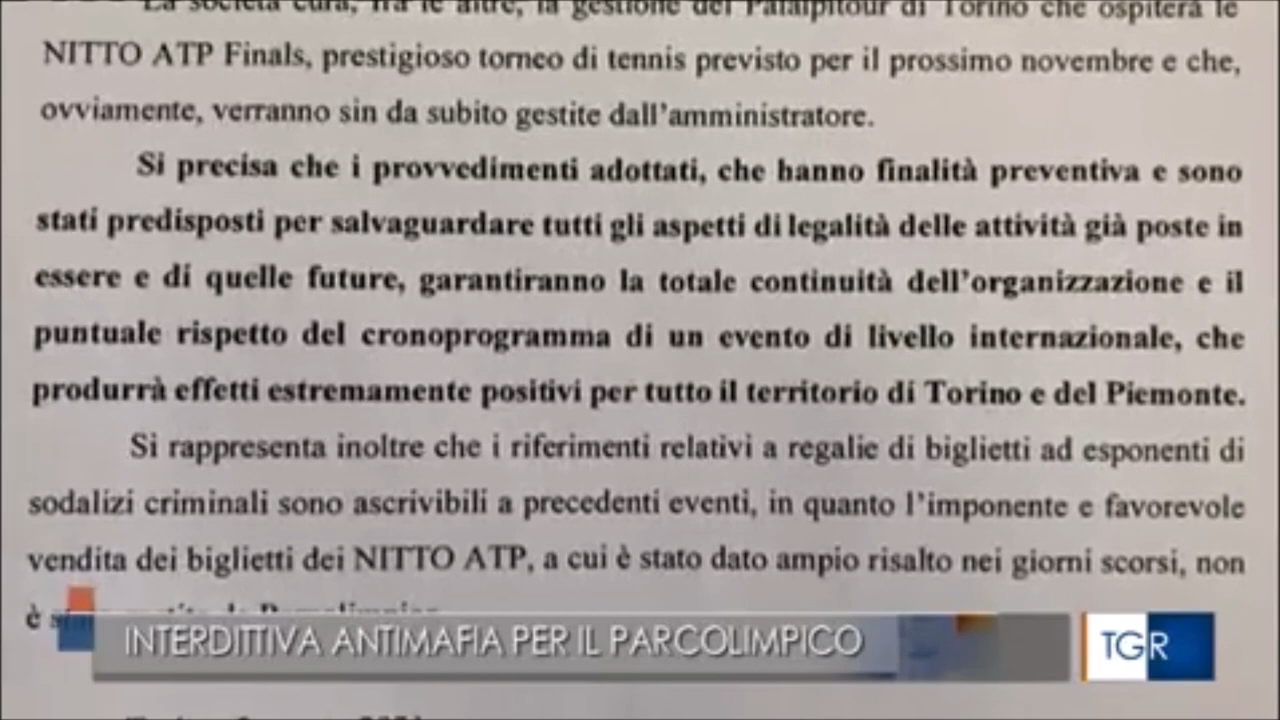 La società cura, fra le altre, la gestione del Palalpitour di Torino che ospiterà le
NITTO ATP Finals, prestigioso torneo di tennis previsto per il prossimo novembre e che,
ovviamente, verranno sin da subito gestite dall'amministratore.
Si precisa che i provvedimenti adottati, che hanno finalità preventiva e sono
stati predisposti per salvaguardare tutti gli aspetti di legalità delle attività già poste in
essere e di quelle future, garantiranno la totale continuità dell'organizzazione e il
puntuale rispetto del cronoprogramma di un evento di livello internazionale, che
produrrà effetti estremamente positivi per tutto il territorio di Torino e del Piemonte.
Si rappresenta inoltre che i riferimenti relativi a regalie di biglietti ad esponenti di
sodalizi criminali sono ascrivibili a precedenti eventi, in quanto l'imponente e favorevole
vendita dei biglietti dei NITTO ATP, a cui è stato dato ampio risalto nei giorni scorsi, non
è
INTERDITTIVA ANTIMAFIA PER IL PARCOLIMPICO
TGR